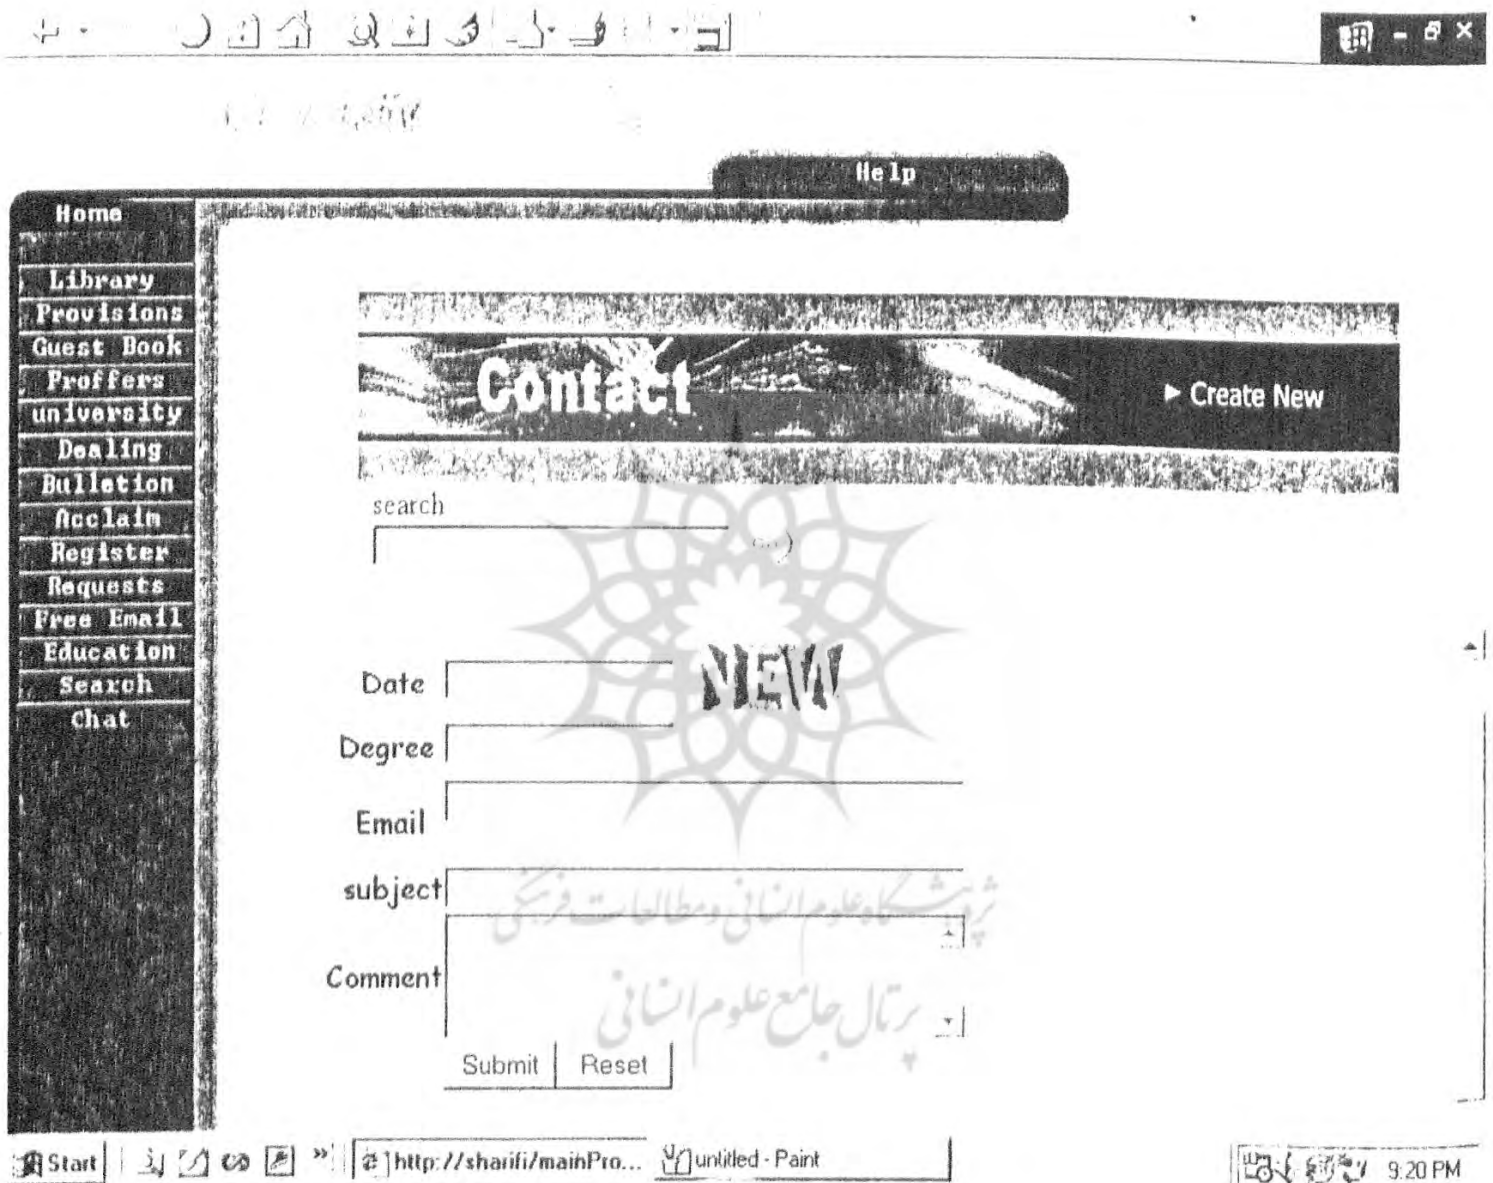 Help
Home
Library
Provisions
Guest Book
Proffers
university
Dealing
Bulletion
Acclaim
Register
Requests
Free Email
Education
Search
Chat
Contact
► Create New
search
Date
NEW
Degree
Email
subject
Comment
Submit Reset
پژوهشگاه علوم انسانی و مطالعات فرهنگی
پرتال جامع علوم انسانی
Start » http://sharifi/mainPro... untitled - Paint 9:20 PM